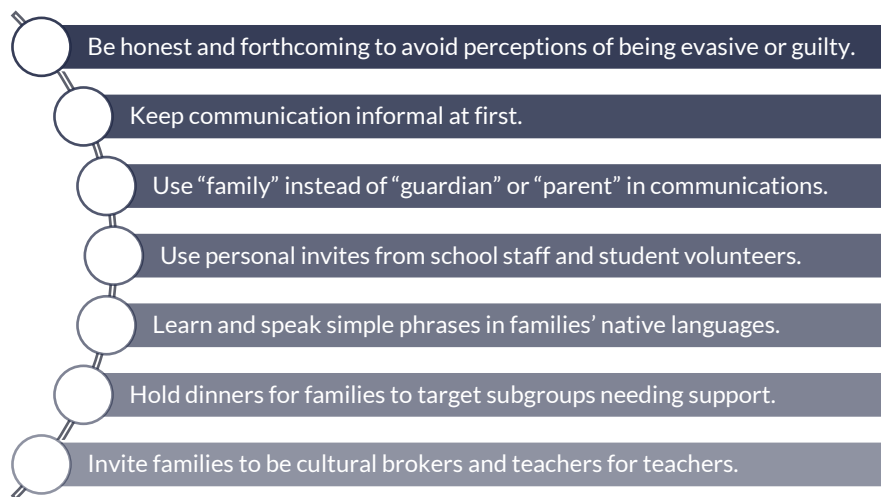 Be honest and forthcoming to avoid perceptions of being evasive or guilty.
Keep communication informal at first.
Use “family” instead of “guardian” or “parent” in communications.
Use personal invites from school staff and student volunteers.
Learn and speak simple phrases in families’ native languages.
Hold dinners for families to target subgroups needing support.
Invite families to be cultural brokers and teachers for teachers.